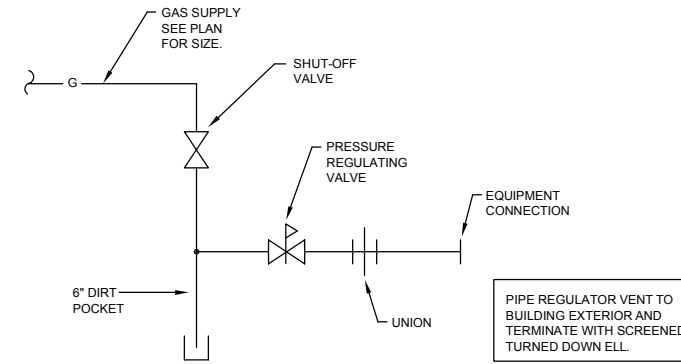 GAS SUPPLY
SEE PLAN
FOR SIZE.
G
SHUT-OFF
VALVE
PRESSURE
REGULATING
VALVE
EQUIPMENT
CONNECTION
6" DIRT
POCKET
UNION
PIPE REGULATOR VENT TO
BUILDING EXTERIOR AND
TERMINATE WITH SCREENED
TURNED DOWN ELL.